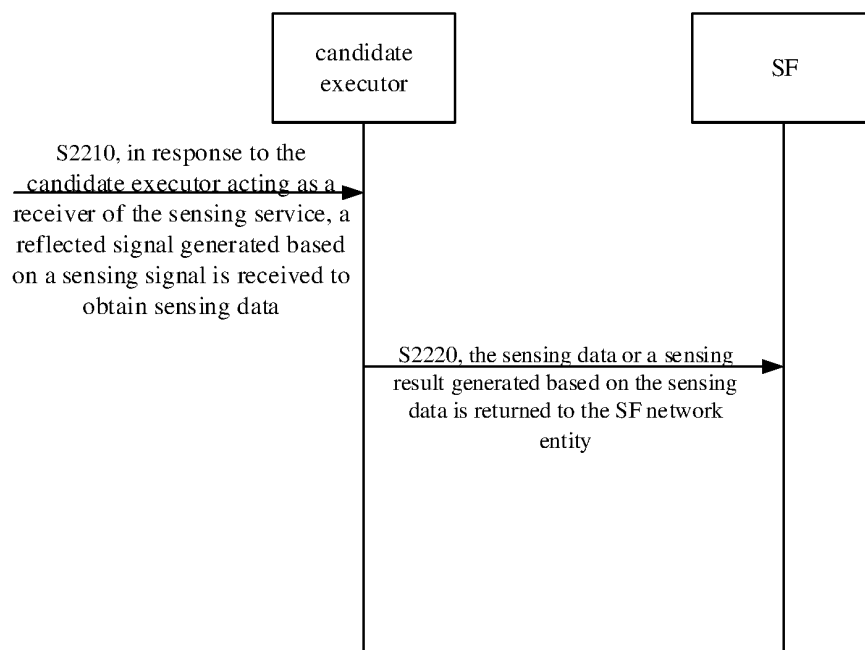 candidate
executor
SF
S2210, in response to the
candidate executor acting as a
receiver of the sensing service, a
reflected signal generated based
on a sensing signal is received to
obtain sensing data
S2220, the sensing data or a sensing
result generated based on the sensing
data is returned to the SF network
entity